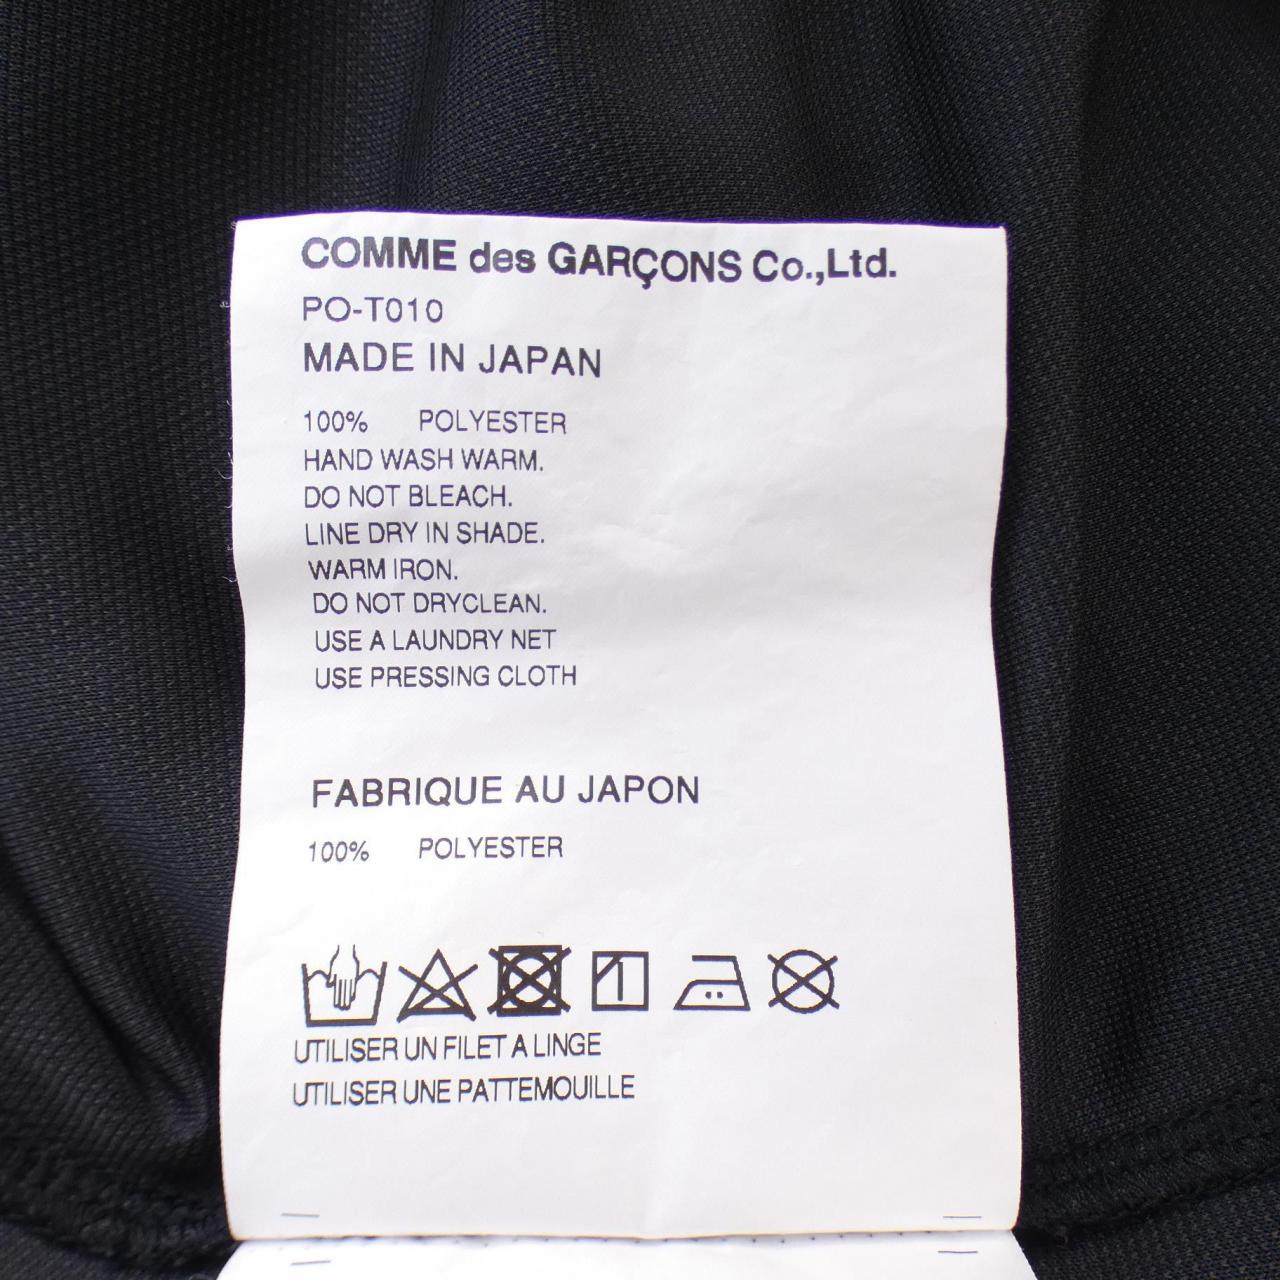 COMME des GARÇONS Co.,Ltd.
PO-T010
MADE IN JAPAN
100% POLYESTER
HAND WASH WARM.
DO NOT BLEACH.
LINE DRY IN SHADE.
WARM IRON.
DO NOT DRYCLEAN.
USE A LAUNDRY NET
USE PRESSING CLOTH
FABRIQUE AU JAPON
100% POLYESTER
UTILISER UN FILET A LINGE
UTILISER UNE PATTEMOUILLE